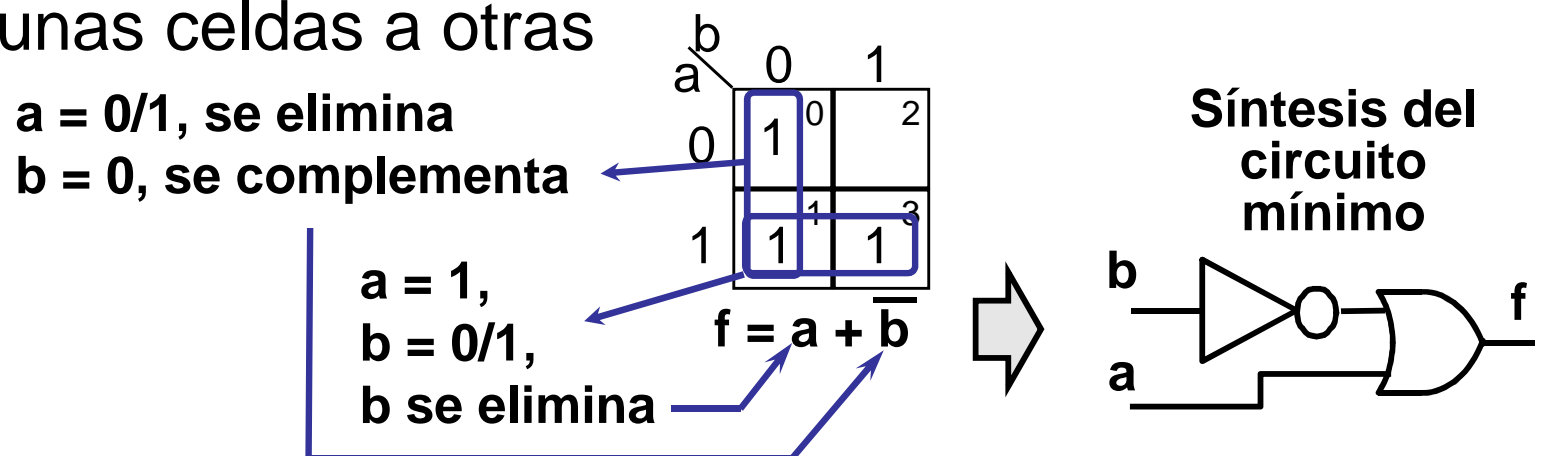 unas celdas a otras
a = 0/1, se elimina
b = 0, se complementa
a = 1,
b = 0/1,
b se elimina
b
a
0 1
0 1 0 2
1 1 1 1 3
f = a + b̅
Síntesis del
circuito
mínimo
b
a
f